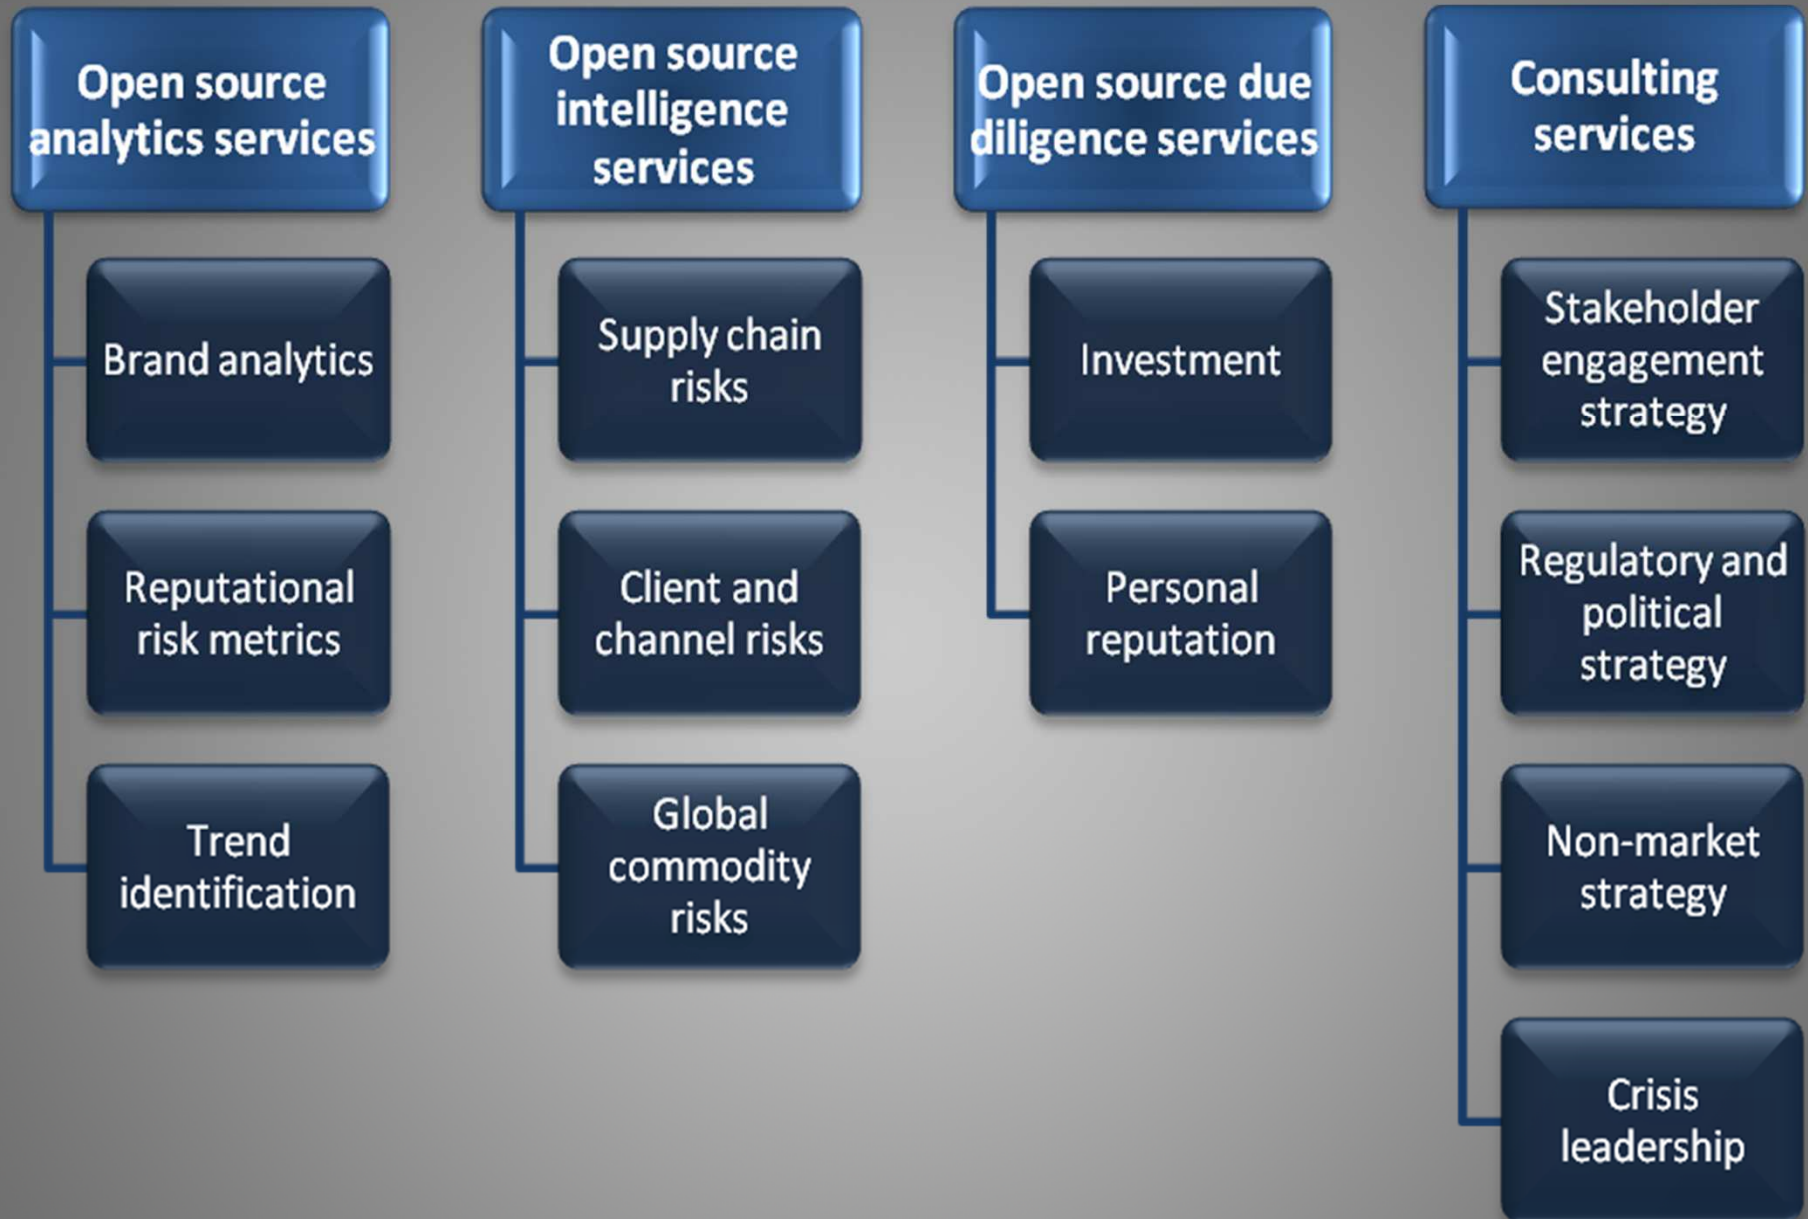 Open source
analytics services
Brand analytics
Reputational
risk metrics
Trend
identification
Open source
intelligence
services
Supply chain
risks
Client and
channel risks
Global
commodity
risks
Open source due
diligence services
Investment
Personal
reputation
Consulting
services
Stakeholder
engagement
strategy
Regulatory and
political
strategy
Non-market
strategy
Crisis
leadership